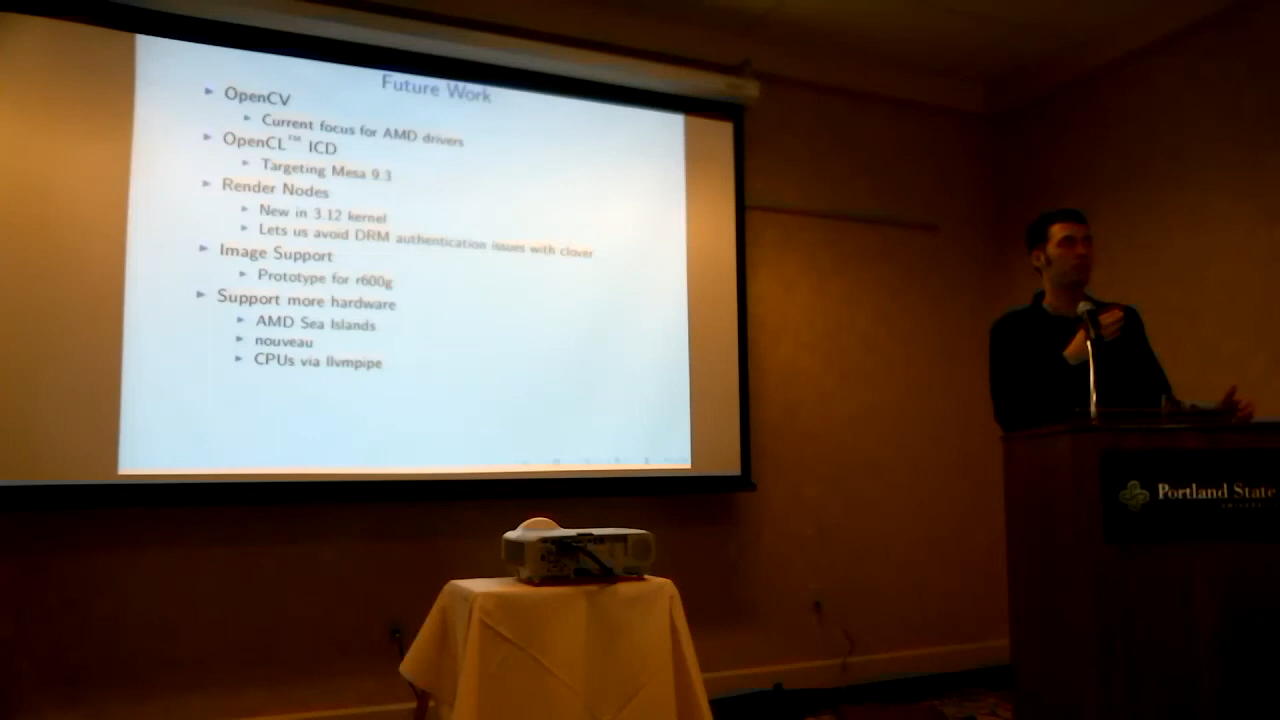 Future Work
OpenCV
Current focus for AMD drivers
OpenCL™ ICD
Targeting Mesa 9.3
Render Nodes
New in 3.12 kernel
Lets us avoid DRM authentication issues with clover
Image Support
Prototype for r600g
Support more hardware
AMD Sea Islands
nouveau
CPUs via llvmpipe
Portland State